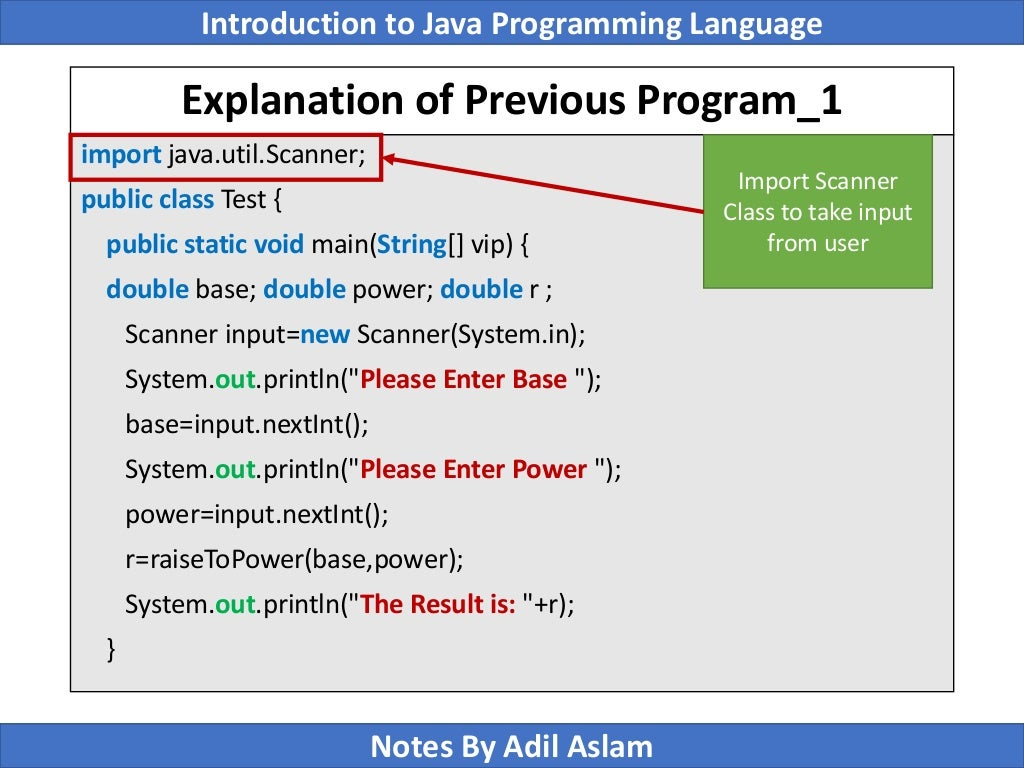 Introduction to Java Programming Language
Explanation of Previous Program_1
import java.util.Scanner;
public class Test {
public static void main(String[] vip) {
double base; double power; double r ;
Scanner input=new Scanner(System.in);
System.out.println("Please Enter Base ");
base=input.nextInt();
System.out.println("Please Enter Power ");
power=input.nextInt();
r=raiseToPower(base,power);
System.out.println("The Result is: "+r);
}
Import Scanner
Class to take input
from user
Notes By Adil Aslam